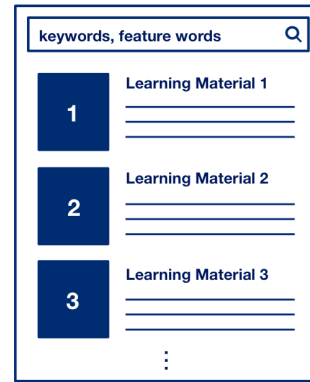 keywords, feature words
1
Learning Material 1
2
Learning Material 2
3
Learning Material 3